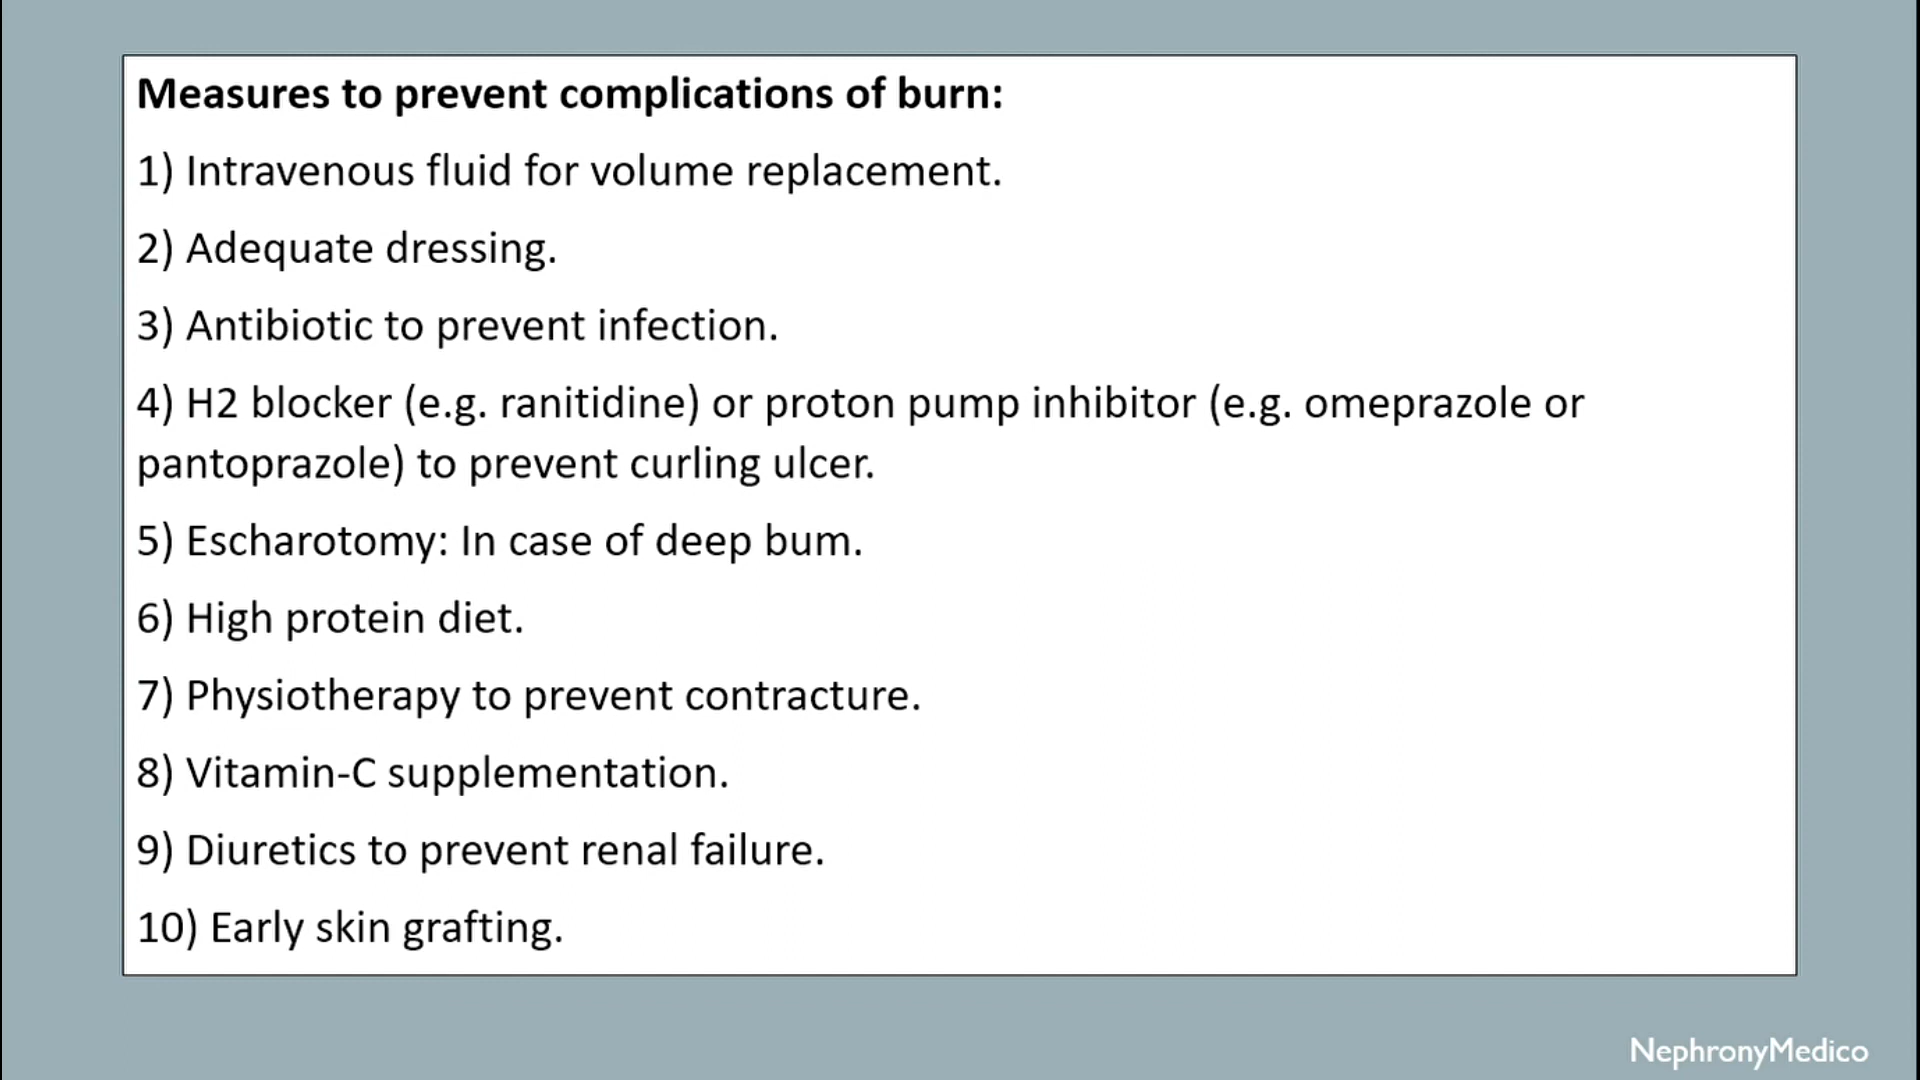 Measures to prevent complications of burn:
1) Intravenous fluid for volume replacement.
2) Adequate dressing.
3) Antibiotic to prevent infection.
4) H2 blocker (e.g. ranitidine) or proton pump inhibitor (e.g. omeprazole or
pantoprazole) to prevent curling ulcer.
5) Escharotomy: In case of deep bum.
6) High protein diet.
7) Physiotherapy to prevent contracture.
8) Vitamin-C supplementation.
9) Diuretics to prevent renal failure.
10) Early skin grafting.
NephronyMedico